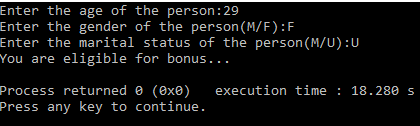 Enter the age of the person:29
Enter the gender of the person(M/F):F
Enter the marital status of the person(M/U):U
You are eligible for bonus...
Process returned 0 (0x0)   execution time : 18.280 s
Press any key to continue.